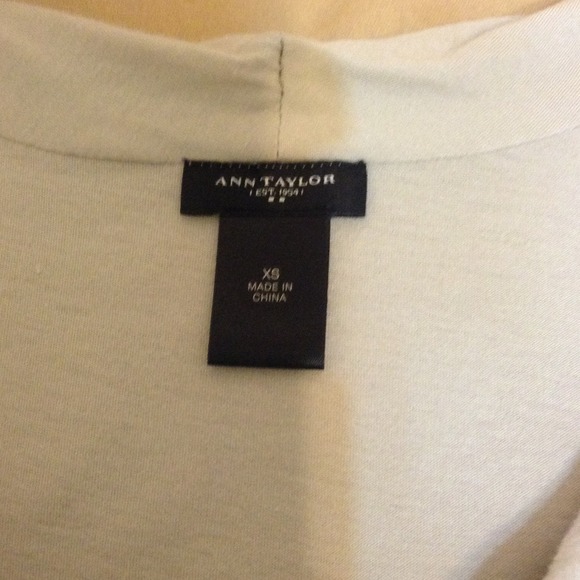 ANN TAYLOR
EST. 1954
XS
MADE IN
CHINA